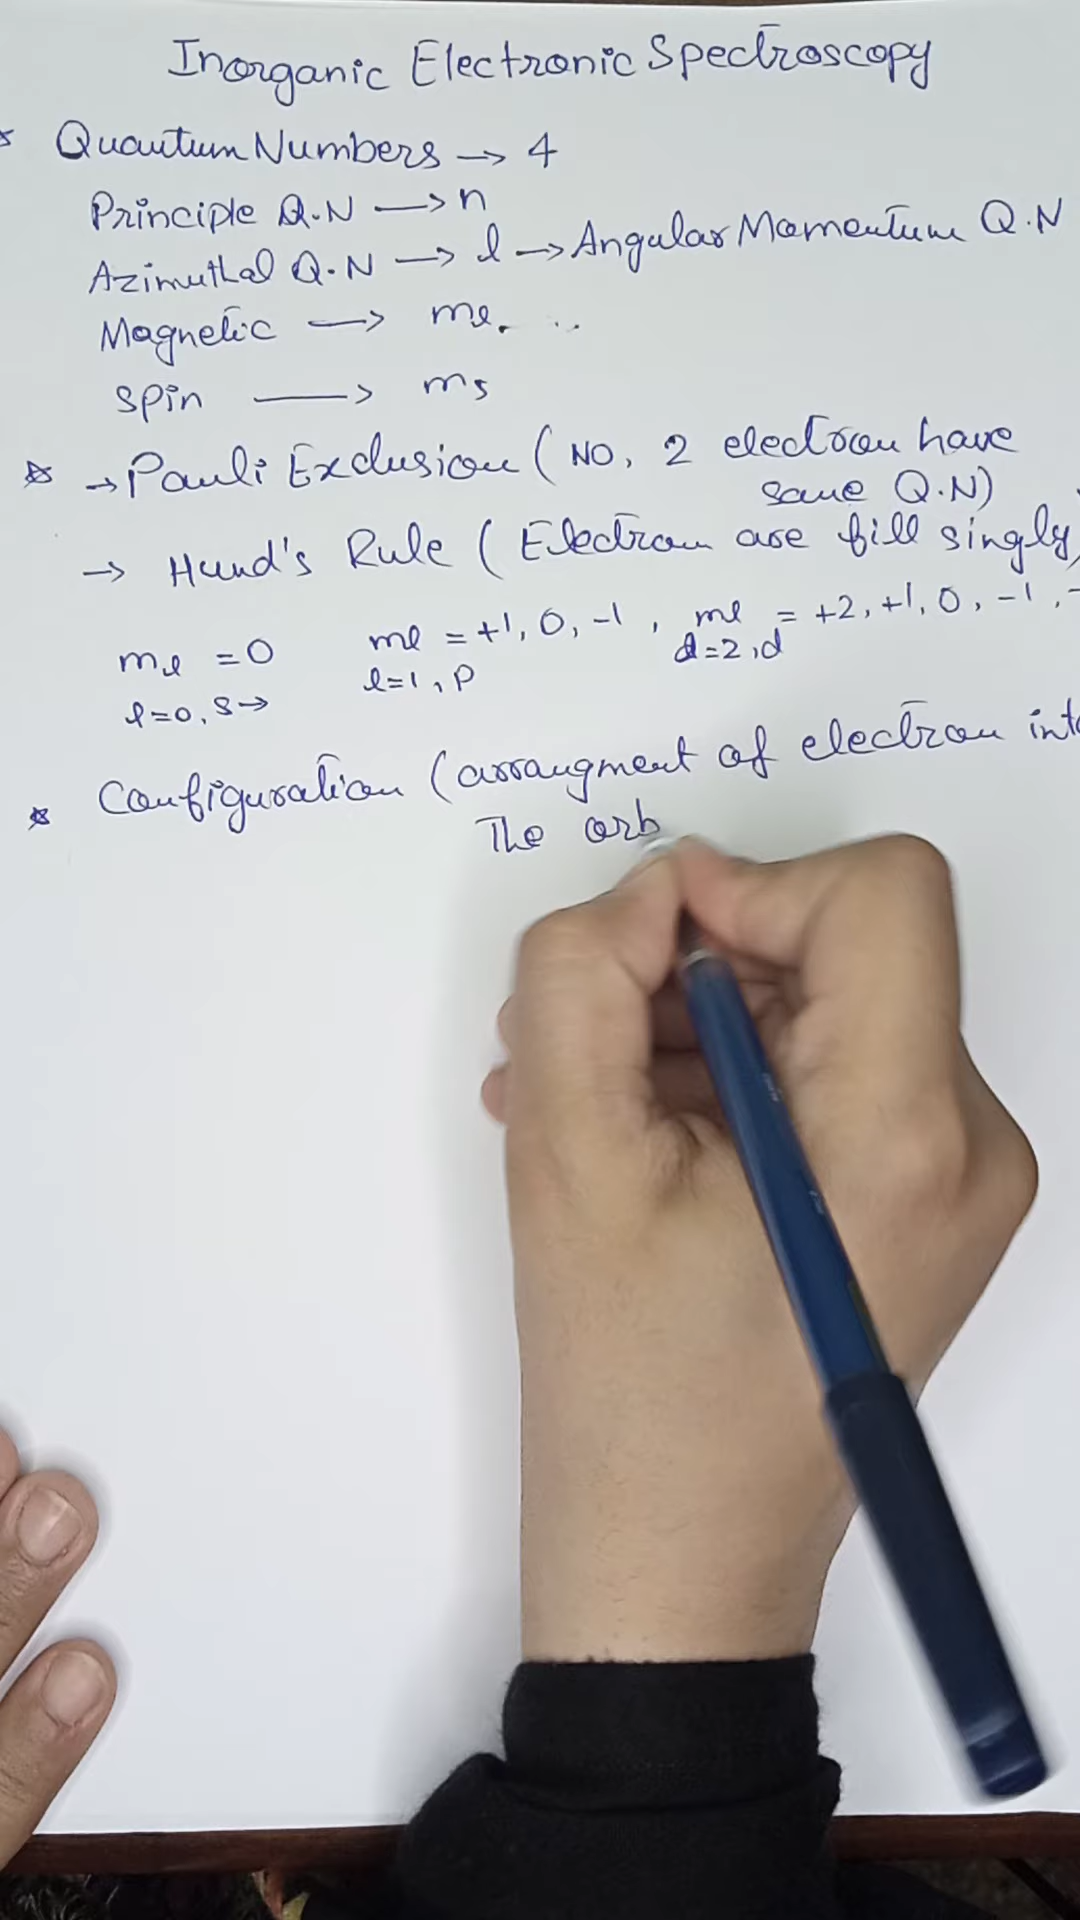 Inorganic Electronic Spectroscopy
Quantum Numbers → 4
Principle Q.N → n
Azimuthal Q.N → l → Angular Momentum Q.N
Magnetic → ml.
Spin → ms
→ Pauli Exclusion (NO, 2 electron have
same Q.N)
→ Hund's Rule (Electron are fill singly)
ml = 0 ml = +1, 0, -1, ml = +2, +1, 0, -1, -
l=0, s→ l=1, p d=2, d
* Configuration (arrangment of electron into
The orb